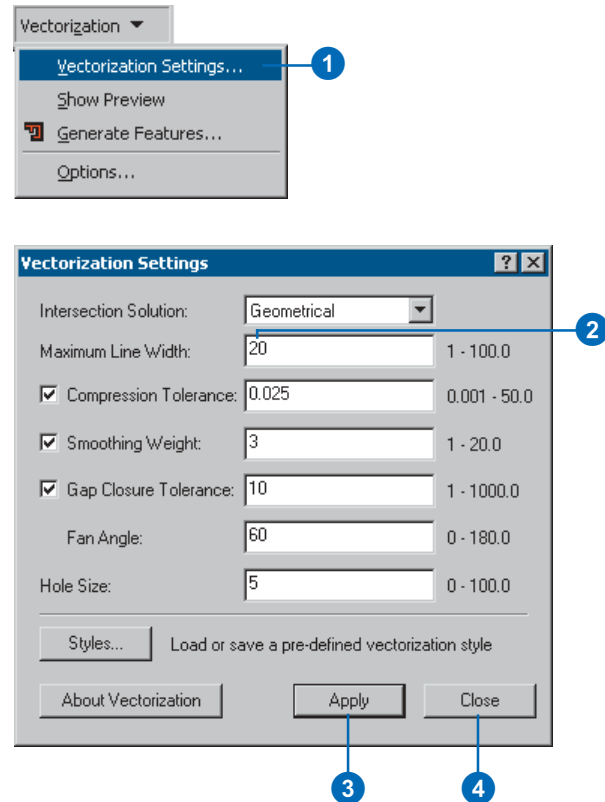 Vectorization
Vectorization Settings... 1
Show Preview
Generate Features...
Options...
Vectorization Settings ? ×
Intersection Solution: Geometrical
2
Maximum Line Width: 20 1 - 100.0
Compression Tolerance: 0.025 0.001 - 50.0
Smoothing Weight: 3 1 - 20.0
Gap Closure Tolerance: 10 1 - 1000.0
Fan Angle: 60 0 - 180.0
Hole Size: 5 0 - 100.0
Styles... Load or save a pre-defined vectorization style
About Vectorization Apply Close
3 4